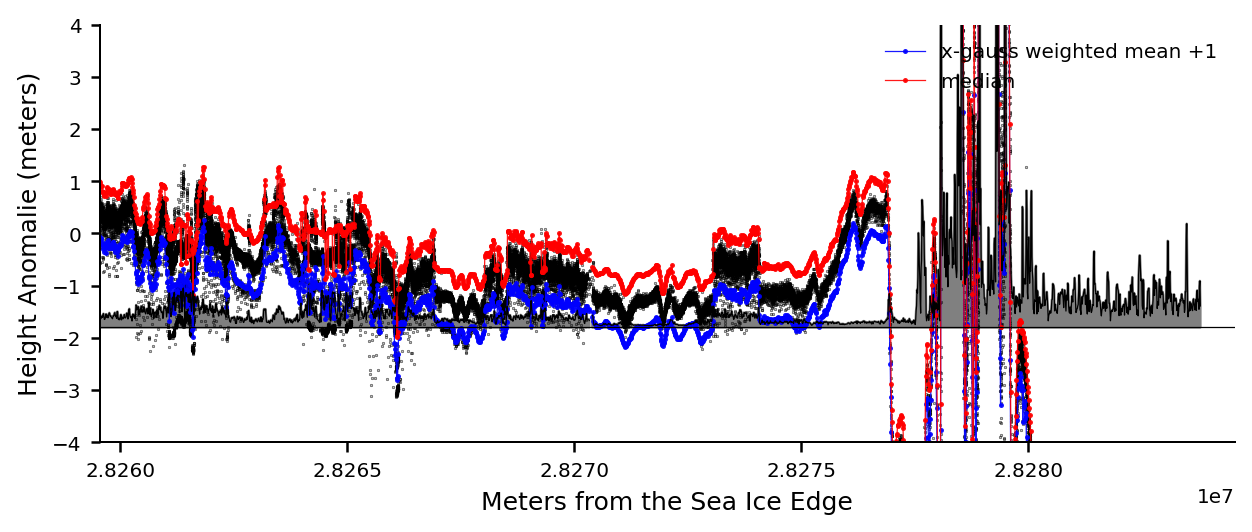 4
3
2
1
0
−1
−2
−3
−4
Height Anomalie (meters)
x-gauss weighted mean +1
median
2.8260 2.8265 2.8270 2.8275 2.8280
1e7
Meters from the Sea Ice Edge